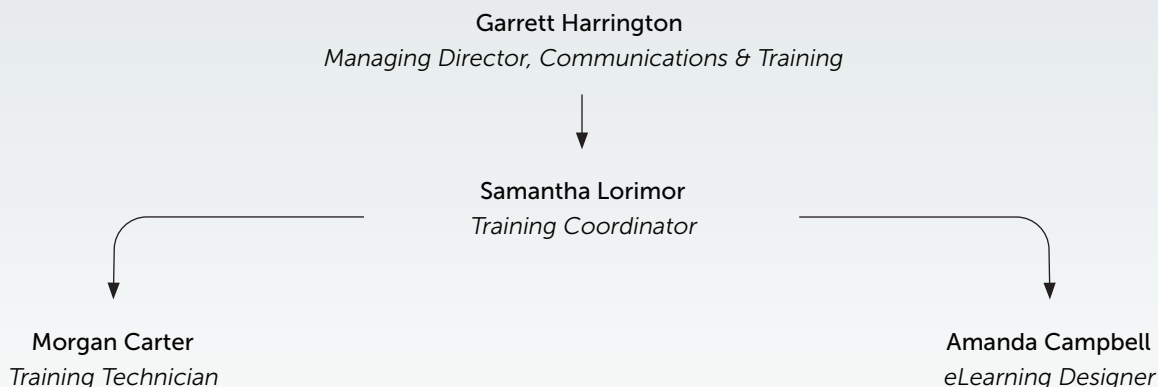 Garrett Harrington
Managing Director, Communications & Training
Samantha Lorimor
Training Coordinator
Morgan Carter
Training Technician
Amanda Campbell
eLearning Designer